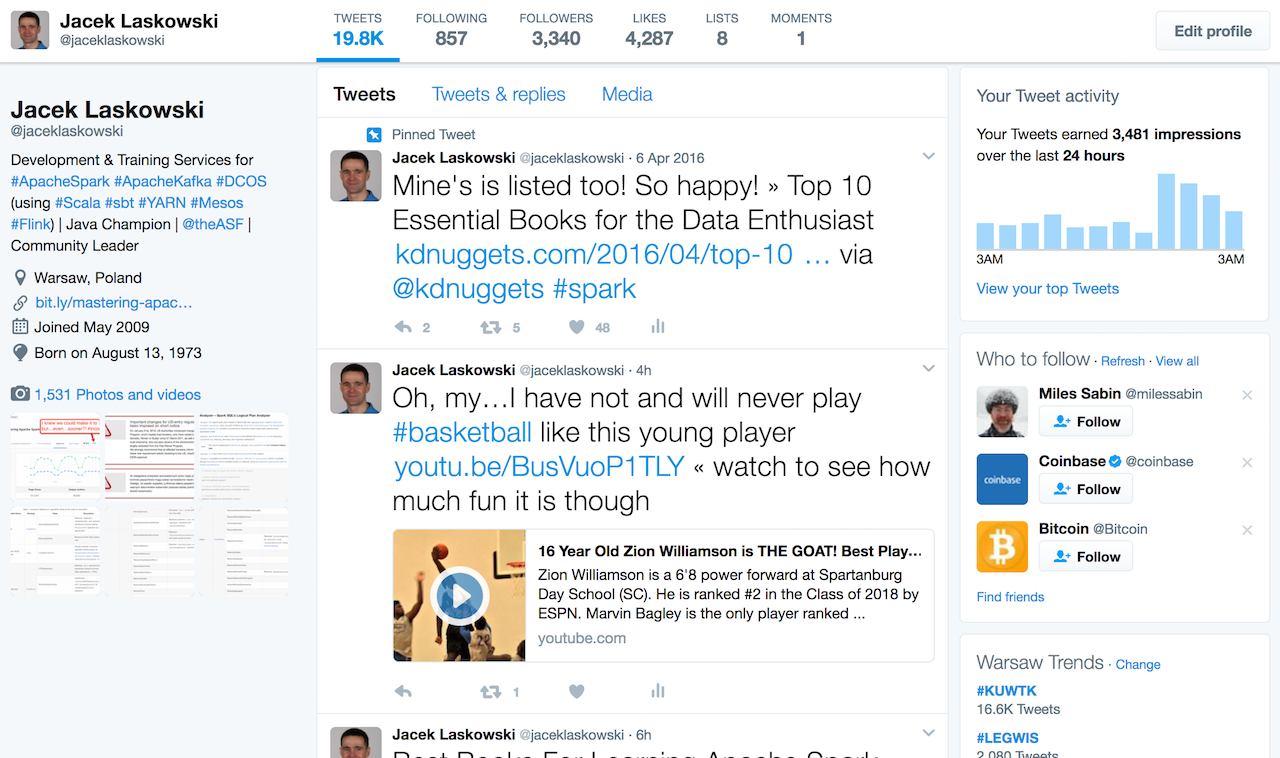 Jacek Laskowski
@jaceklaskowski
TWEETS
19.8K
FOLLOWING
857
FOLLOWERS
3,340
LIKES
4,287
LISTS
8
MOMENTS
1
Edit profile
Jacek Laskowski
@jaceklaskowski
Development & Training Services for
#ApacheSpark #ApacheKafka #DCOS
(using #Scala #sbt #YARN #Mesos
#Flink) | Java Champion | @theASF |
Community Leader
Warsaw, Poland
bit.ly/mastering-apac…
Joined May 2009
Born on August 13, 1973
1,531 Photos and videos
Tweets Tweets & replies Media
Pinned Tweet
Jacek Laskowski @jaceklaskowski · 6 Apr 2016
Mine's is listed too! So happy! » Top 10
Essential Books for the Data Enthusiast
kdnuggets.com/2016/04/top-10 … via
@kdnuggets #spark
2 5 48
Jacek Laskowski @jaceklaskowski · 4h
Oh, my…I have not and will never play
#basketball like this young player
youtu.be/BusVuoP1TLY « watch to see how
much fun it is though
16 Year Old Zion Williamson is THE GOAT! Best Play...
Zion Williamson is a 6'8 power forward at Spartanburg
Day School (SC). He is ranked #2 in the Class of 2018 by
ESPN. Marvin Bagley is the only player ranked ...
youtube.com
1
Jacek Laskowski @jaceklaskowski · 6h
Best Books For Learning Apache Spark
Your Tweet activity
Your Tweets earned 3,481 impressions
over the last 24 hours
3AM 3AM
View your top Tweets
Who to follow · Refresh · View all
Miles Sabin @milessabin
Follow
coinbase
Coinbase @coinbase
Follow
Bitcoin @Bitcoin
Follow
Find friends
Warsaw Trends · Change
#KUWTK
16.6K Tweets
#LEGWIS
2,080 Tweets